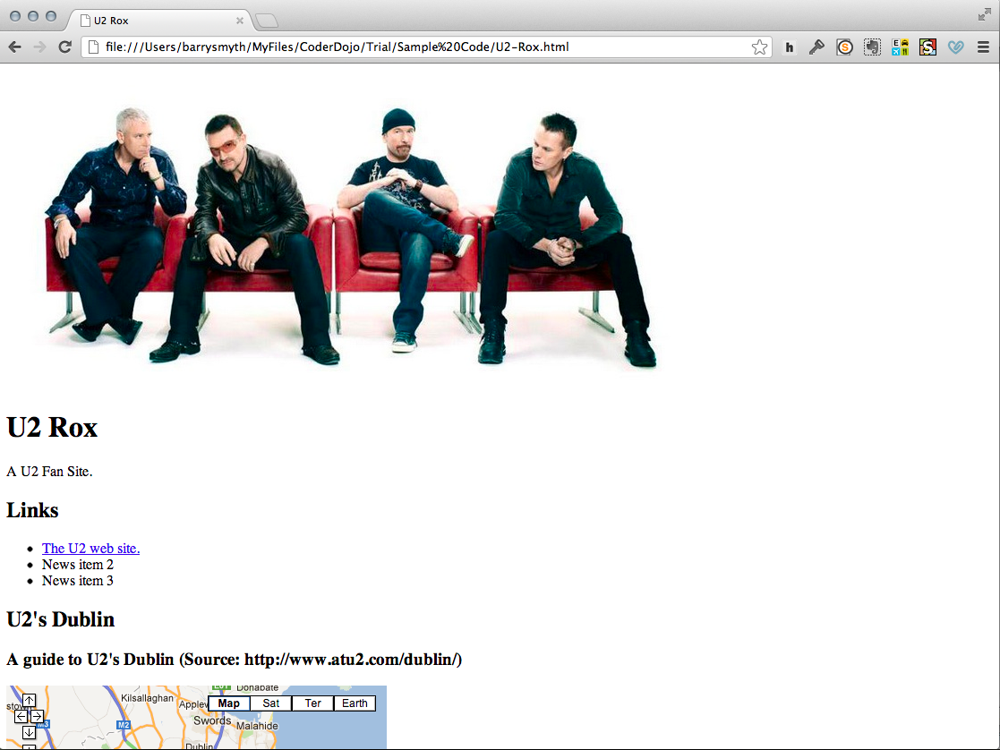 U2 Rox
file:///Users/barrysmyth/MyFiles/CoderDojo/Trial/Sample%20Code/U2-Rox.html
U2 Rox
A U2 Fan Site.
Links
The U2 web site.
News item 2
News item 3
U2's Dublin
A guide to U2's Dublin (Source: http://www.atu2.com/dublin/)
Donabate
Kilsallaghan
Map Sat Ter Earth
M3 M2
Swords Malahide
Dublin